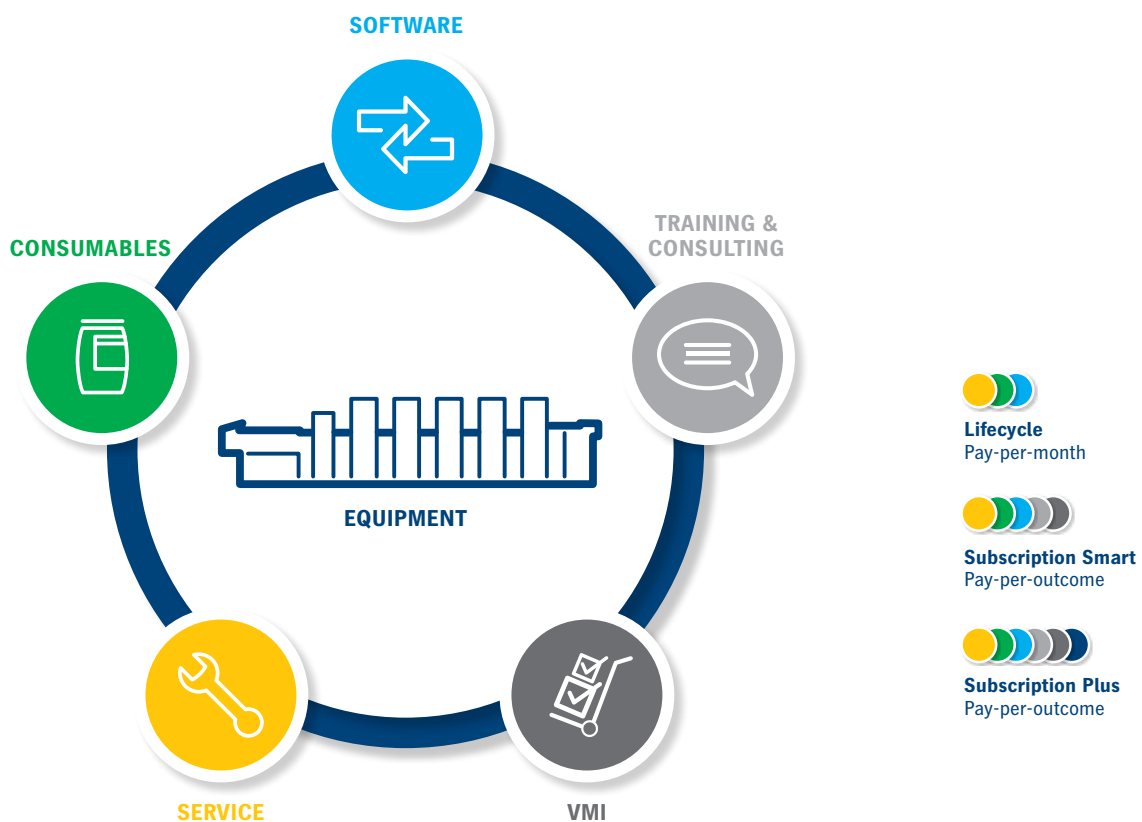 SOFTWARE
TRAINING &
CONSULTING
CONSUMABLES
EQUIPMENT
SERVICE
VMI
Lifecycle
Pay-per-month
Subscription Smart
Pay-per-outcome
Subscription Plus
Pay-per-outcome